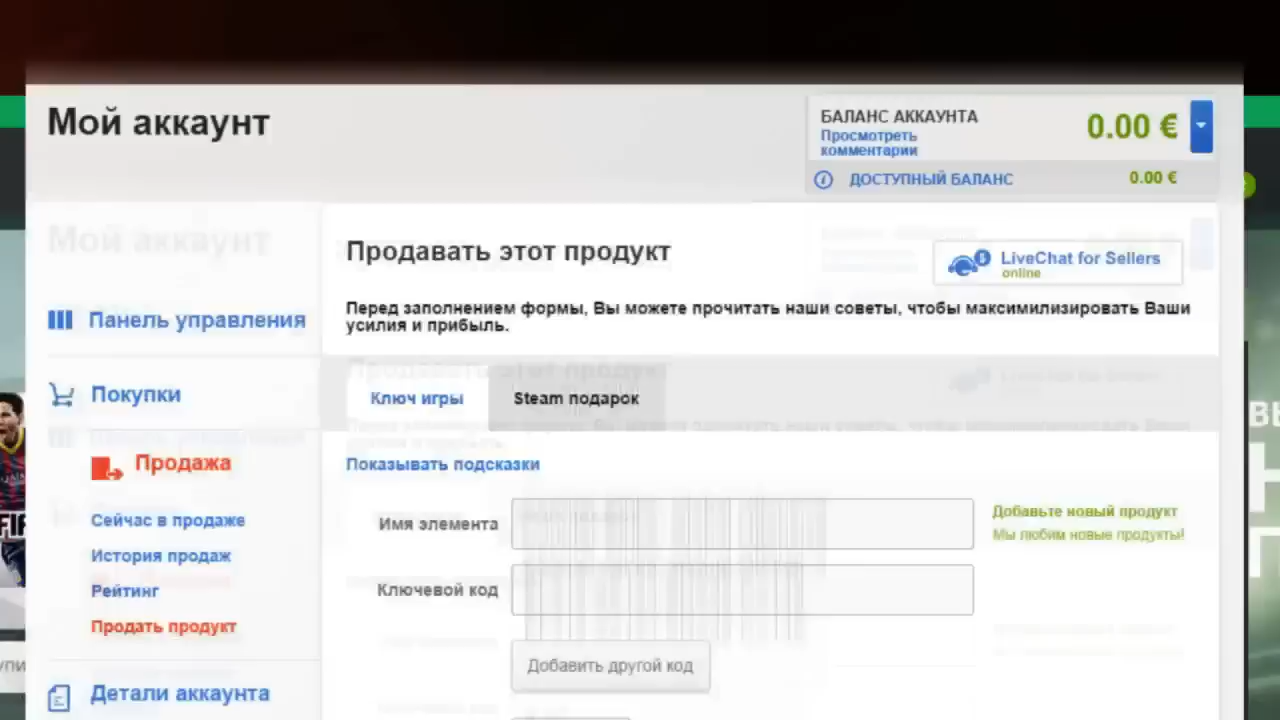 Мой аккаунт
БАЛАНС АККАУНТА
0.00 €
Просмотреть
комментарии
ДОСТУПНЫЙ БАЛАНС
0.00 €
Продавать этот продукт
LiveChat for Sellers
online
Перед заполнением формы, Вы можете прочитать наши советы, чтобы максимилизировать Ваши
усилия и прибыль.
Панель управления
Покупки
Продажа
Сейчас в продаже
История продаж
Рейтинг
Продать продукт
Детали аккаунта
Ключ игры
Steam подарок
Показывать подсказки
Имя элемента
Добавьте новый продукт
Мы любим новые продукты!
Ключевой код
Добавить другой код